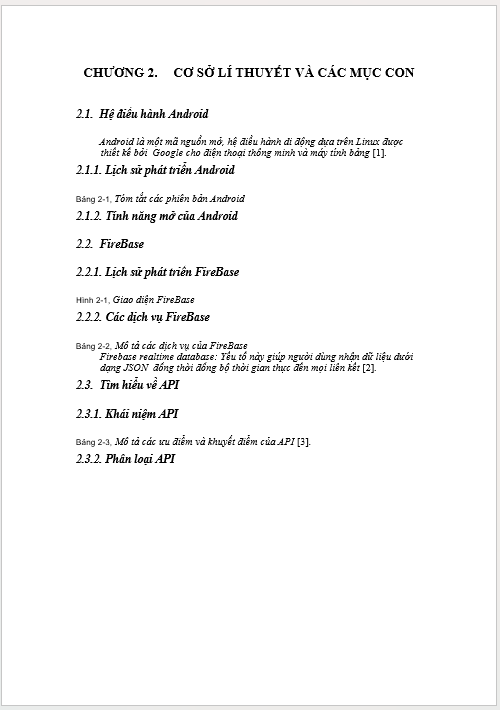 CHƯƠNG 2. CƠ SỞ LÍ THUYẾT VÀ CÁC MỤC CON
2.1. Hệ điều hành Android
Android là một mã nguồn mở, hệ điều hành di động dựa trên Linux được
thiết kế bởi Google cho điện thoại thông minh và máy tính bảng [1].
2.1.1. Lịch sử phát triển Android
Bảng 2-1, Tóm tắt các phiên bản Android
2.1.2. Tính năng mở của Android
2.2. FireBase
2.2.1. Lịch sử phát triển FireBase
Hình 2-1, Giao diện FireBase
2.2.2. Các dịch vụ FireBase
Bảng 2-2, Mô tả các dịch vụ của FireBase
Firebase realtime database: Yếu tố này giúp người dùng nhận dữ liệu dưới
dạng JSON đồng thời đồng bộ thời gian thực đến mọi liên kết [2].
2.3. Tìm hiểu về API
2.3.1. Khái niệm API
Bảng 2-3, Mô tả các ưu điểm và khuyết điểm của API [3].
2.3.2. Phân loại API